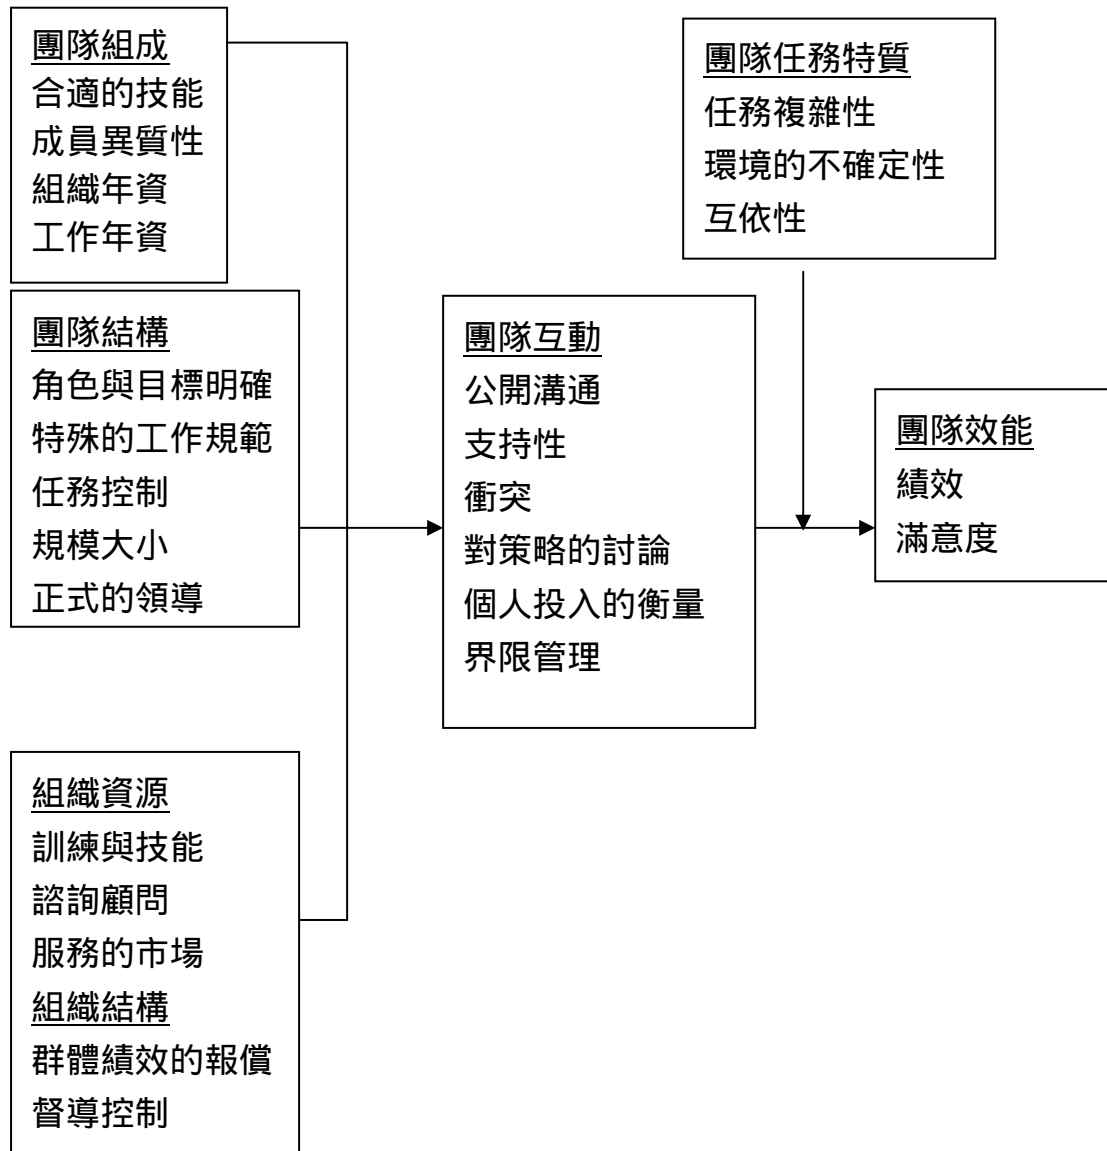 團隊組成
合適的技能
成員異質性
組織年資
工作年資
團隊結構
角色與目標明確
特殊的工作規範
任務控制
規模大小
正式的領導
組織資源
訓練與技能
諮詢顧問
服務的市場
組織結構
群體績效的報償
督導控制
團隊互動
公開溝通
支持性
衝突
對策略的討論
個人投入的衡量
界限管理
團隊任務特質
任務複雜性
環境的不確定性
互依性
團隊效能
績效
滿意度